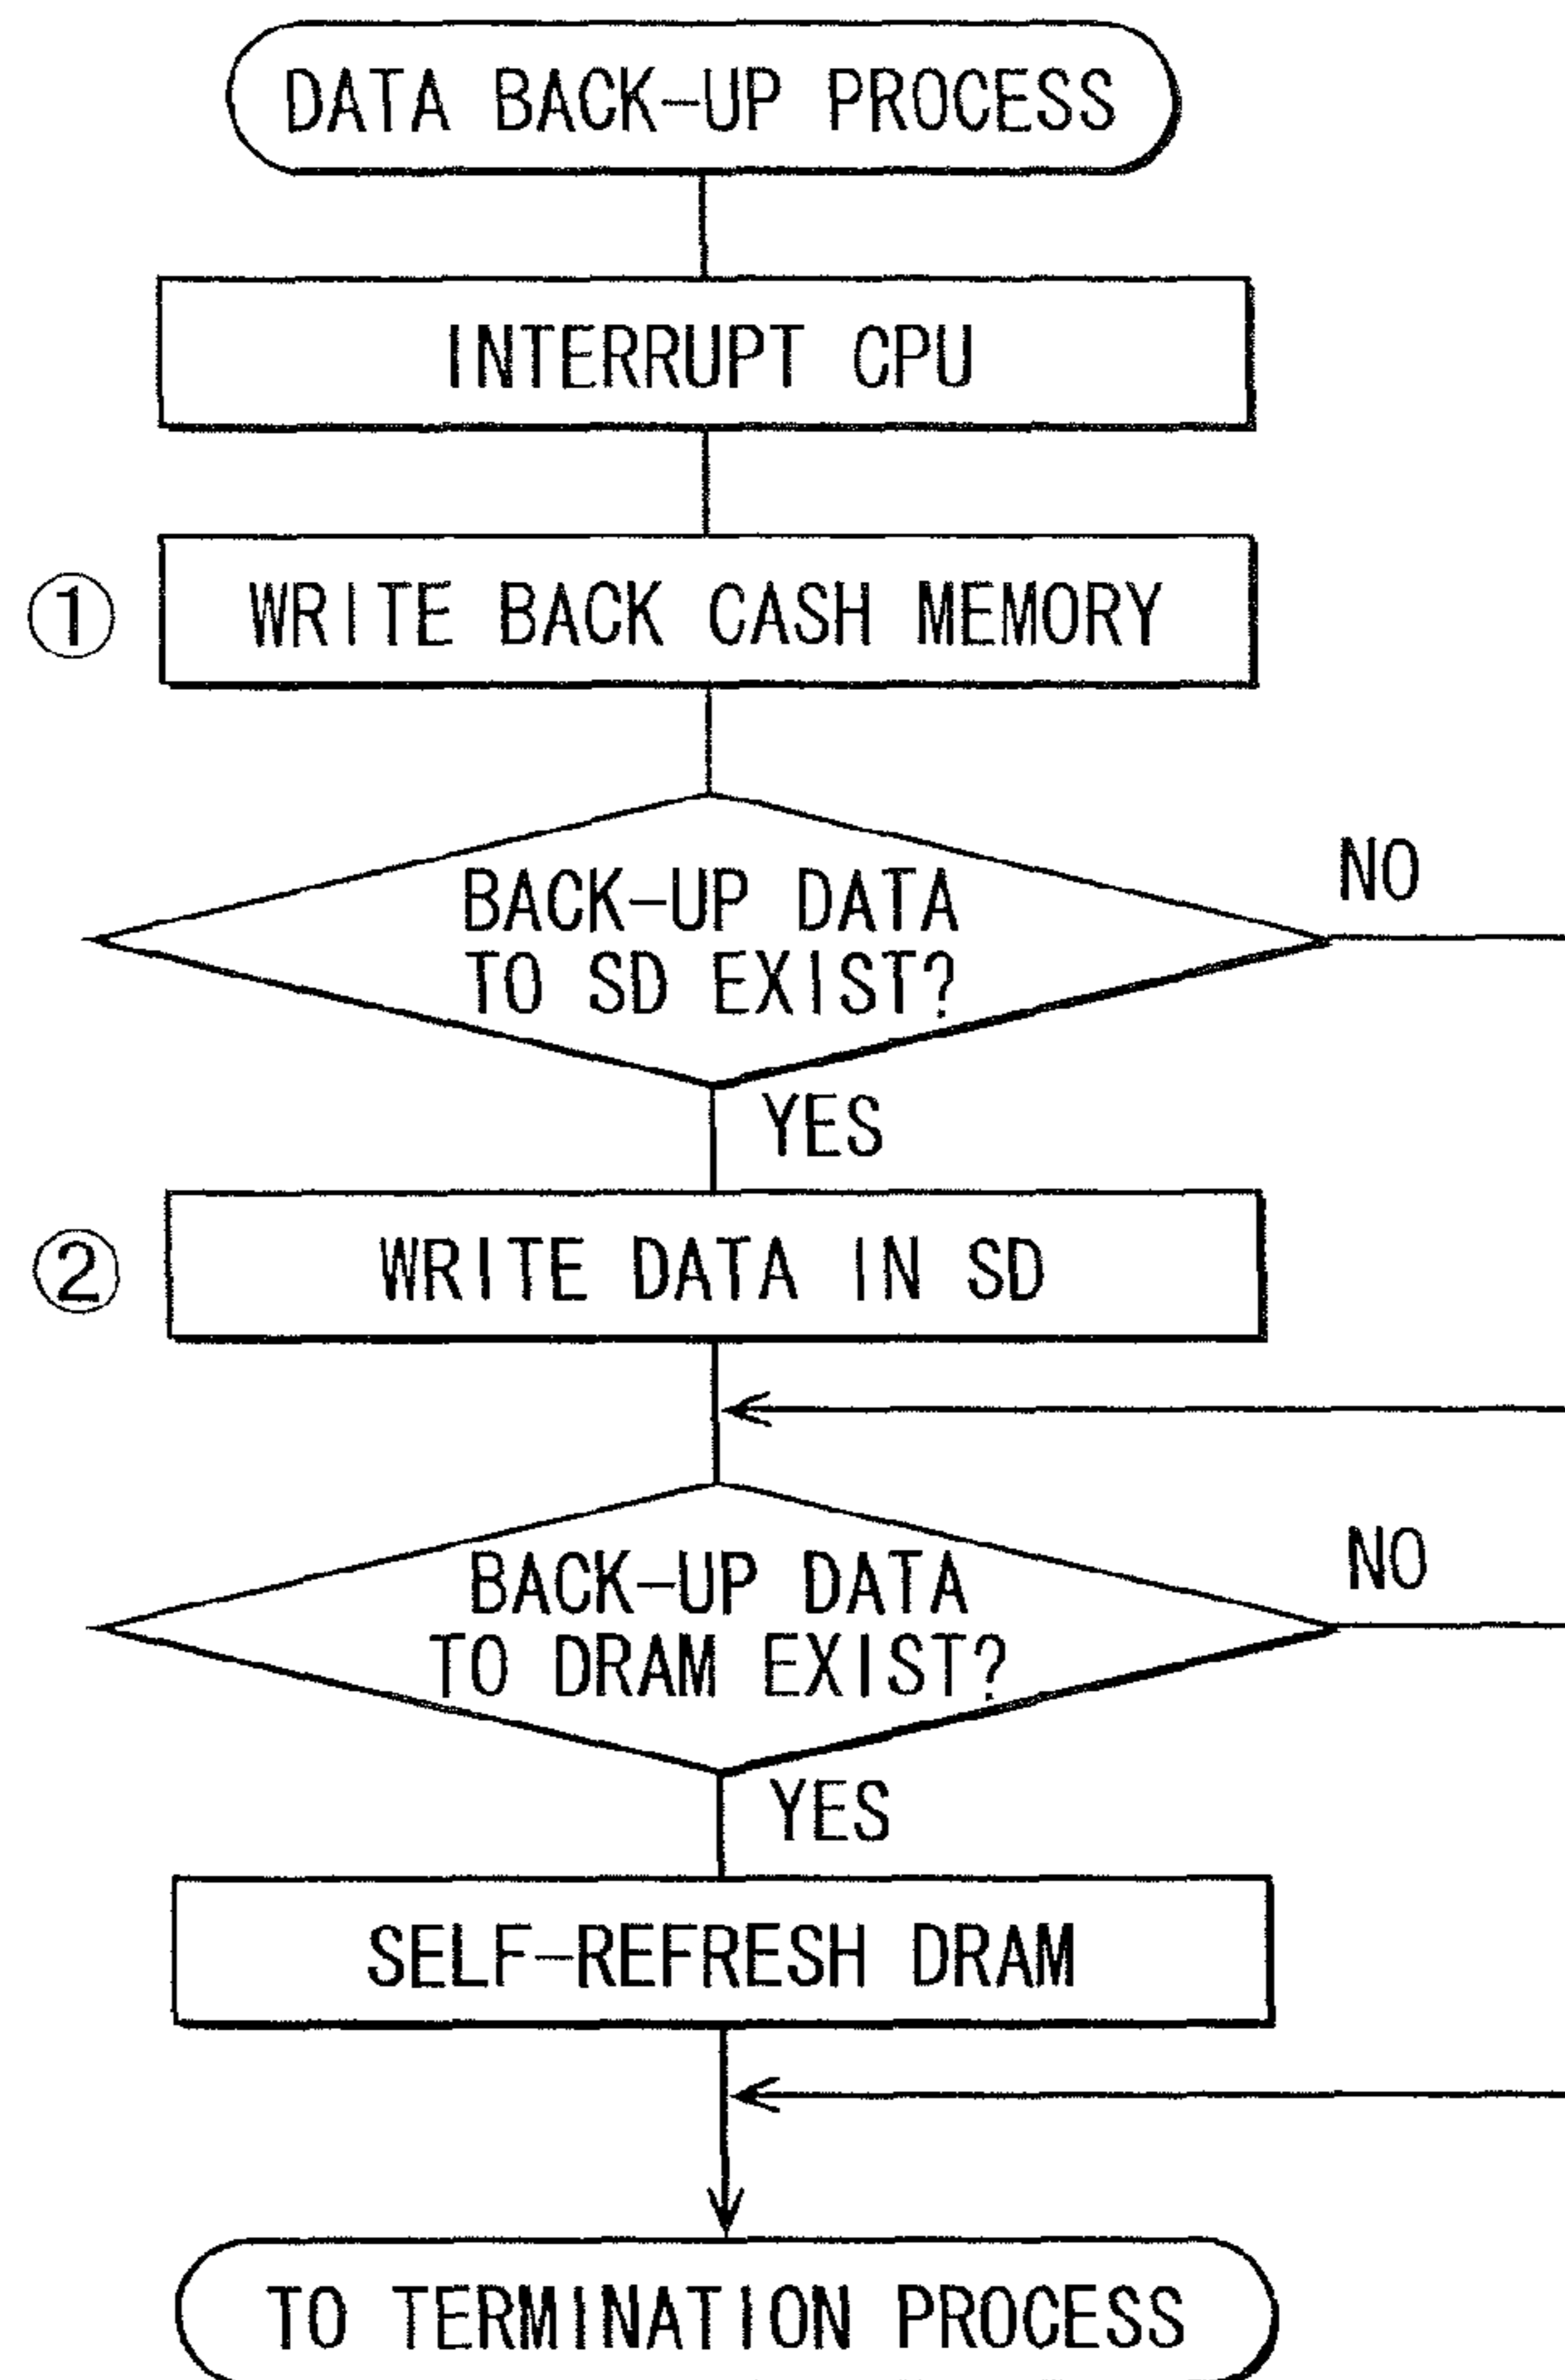 DATA BACK-UP PROCESS
INTERRUPT CPU
① WRITE BACK CASH MEMORY
BACK-UP DATA
TO SD EXIST?
NO
YES
② WRITE DATA IN SD
BACK-UP DATA
TO DRAM EXIST?
NO
YES
SELF-REFRESH DRAM
TO TERMINATION PROCESS